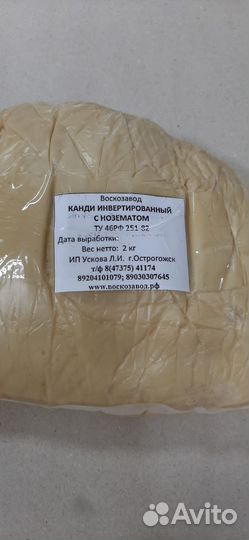 Воскозавод
КАНДИ ИНВЕРТИРОВАННЫЙ
С НОЗЕМАТОМ
ТУ 46РФ 251-82
Дата выработки:
Вес нетто: 2 кг
ИП Ускова Л.И. г.Острогожск
т/ф 8(47375) 41174
89204101079; 89030307645
www.воскозавод.рф
Avito